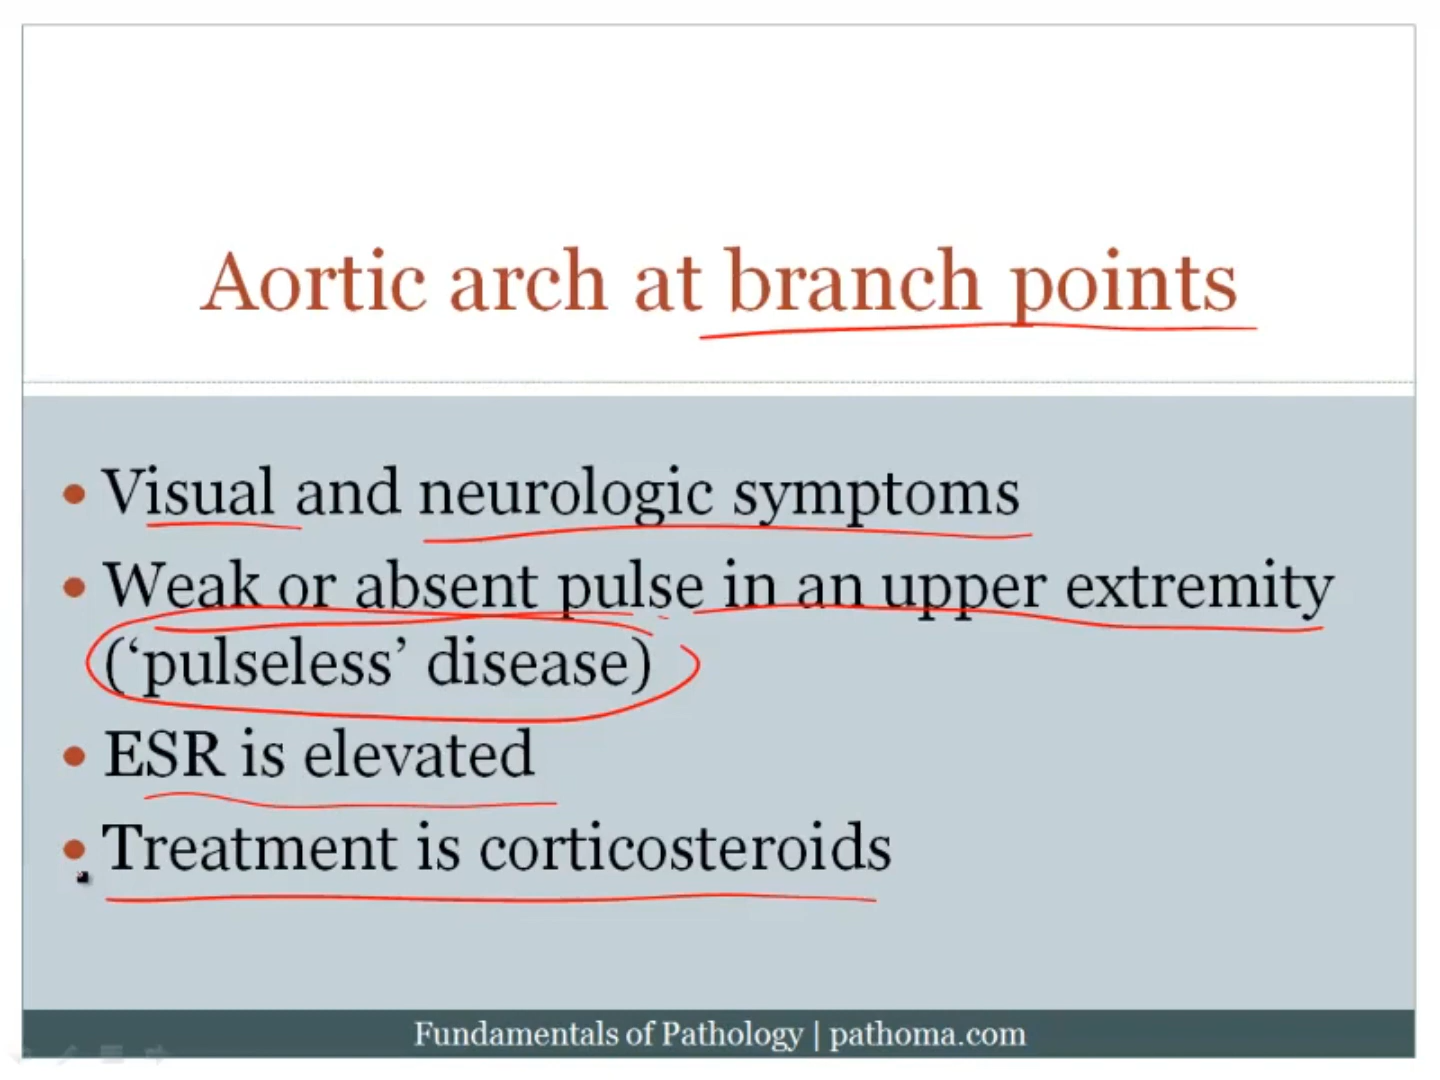 Aortic arch at branch points
• Visual and neurologic symptoms
• Weak or absent pulse in an upper extremity
(‘pulseless’ disease)
• ESR is elevated
• Treatment is corticosteroids
Fundamentals of Pathology | pathoma.com